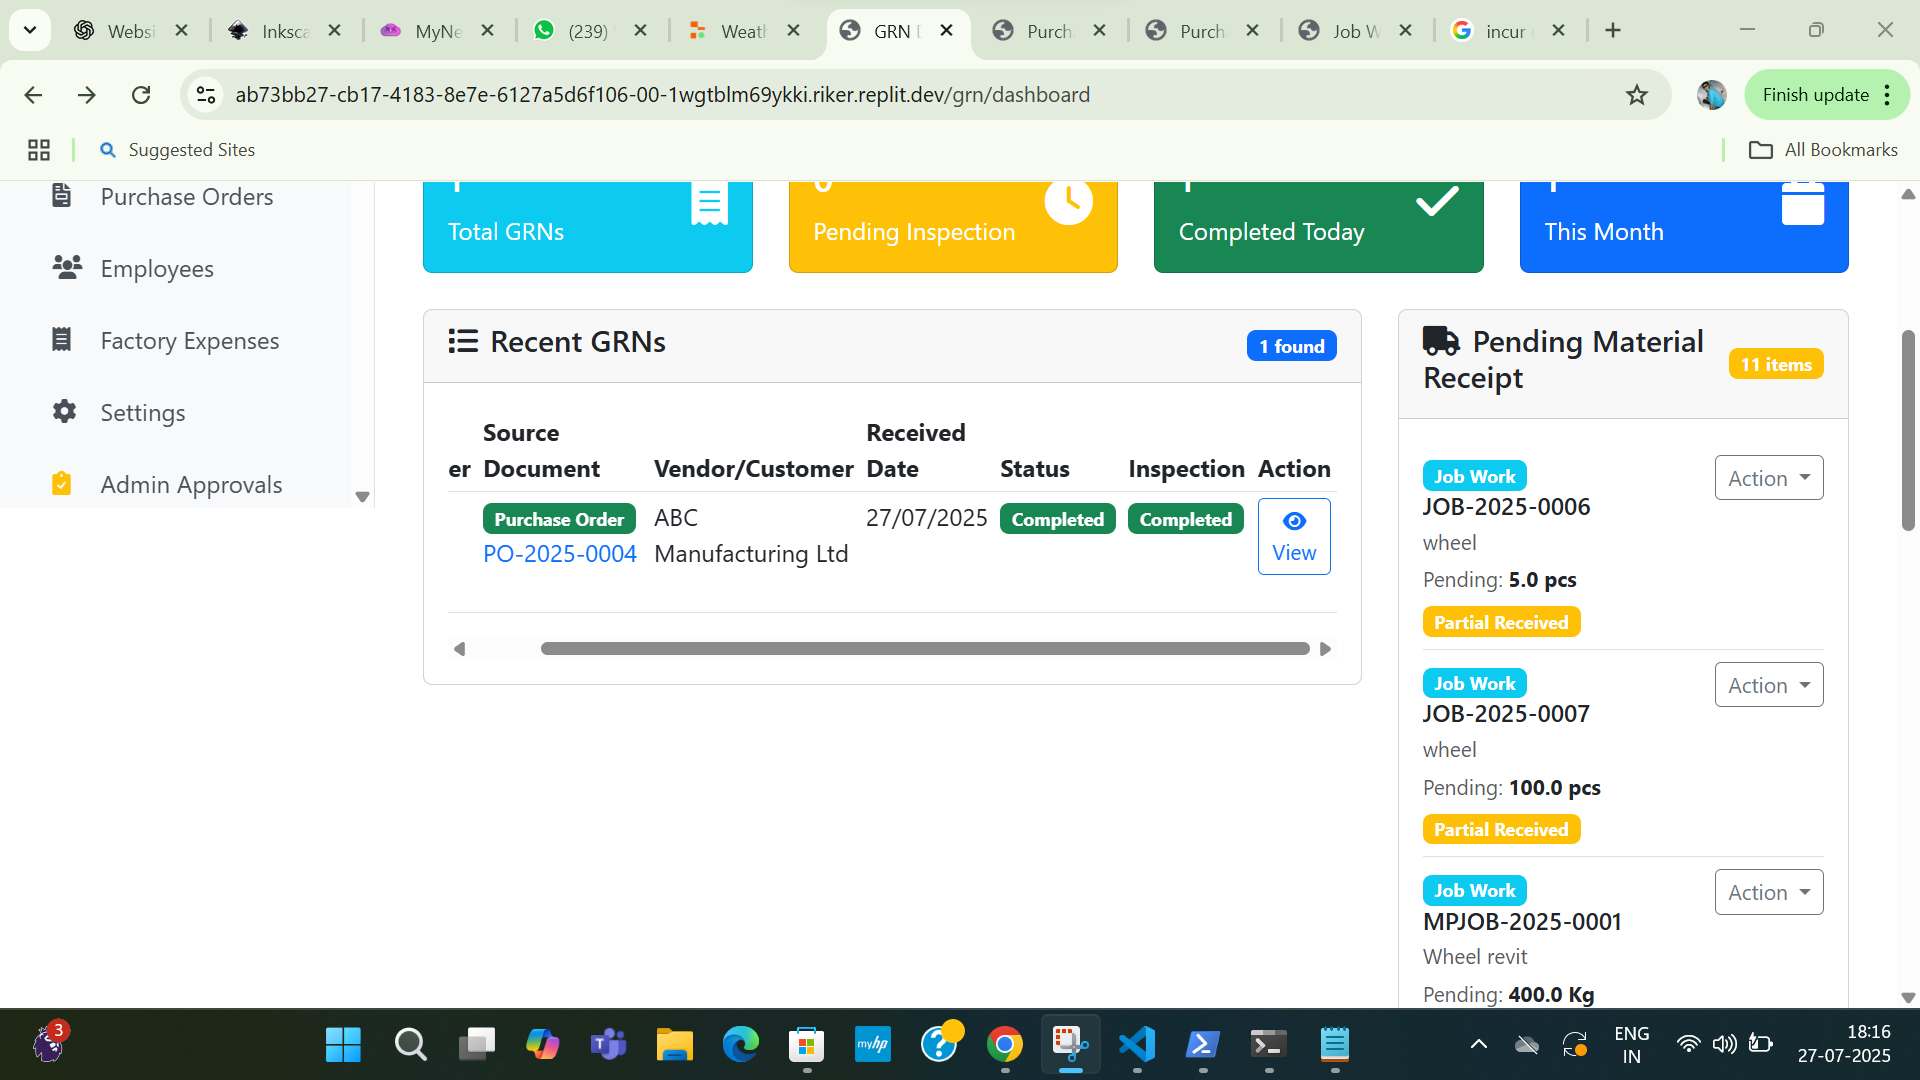 Websi
Inksca
MyNe
(239)
Weath
GRN D
Purch
Purch
Job W
incur
ab73bb27-cb17-4183-8e7e-6127a5d6f106-00-1wgtblm69ykki.riker.replit.dev/grn/dashboard
Finish update
Suggested Sites
All Bookmarks
Purchase Orders
Employees
Factory Expenses
Settings
Admin Approvals
Total GRNs
Pending Inspection
Completed Today
This Month
Recent GRNs
1 found
er
Source Document
Vendor/Customer
Received Date
Status
Inspection
Action
Purchase Order
PO-2025-0004
ABC
Manufacturing Ltd
27/07/2025
Completed
Completed
View
Pending Material
Receipt
11 items
Job Work
Action
JOB-2025-0006
wheel
Pending: 5.0 pcs
Partial Received
Job Work
Action
JOB-2025-0007
wheel
Pending: 100.0 pcs
Partial Received
Job Work
Action
MPJOB-2025-0001
Wheel revit
Pending: 400.0 Kg
3
myhp
ENG
IN
18:16
27-07-2025